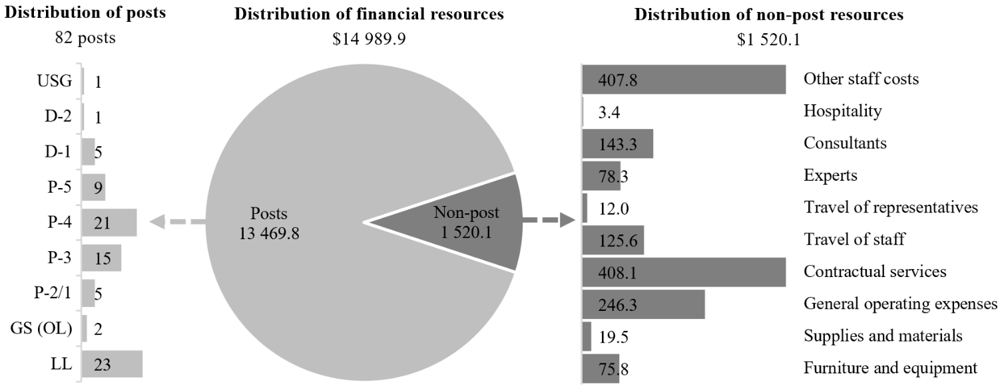 Distribution of posts
82 posts
USG 1
D-2 1
D-1 5
P-5 9
P-4 21
P-3 15
P-2/1 5
GS (OL) 2
LL 23
Distribution of financial resources
$14 989.9
Posts
13 469.8
Non-post
1 520.1
Distribution of non-post resources
$1 520.1
407.8 Other staff costs
3.4 Hospitality
143.3 Consultants
78.3 Experts
12.0 Travel of representatives
125.6 Travel of staff
408.1 Contractual services
246.3 General operating expenses
19.5 Supplies and materials
75.8 Furniture and equipment